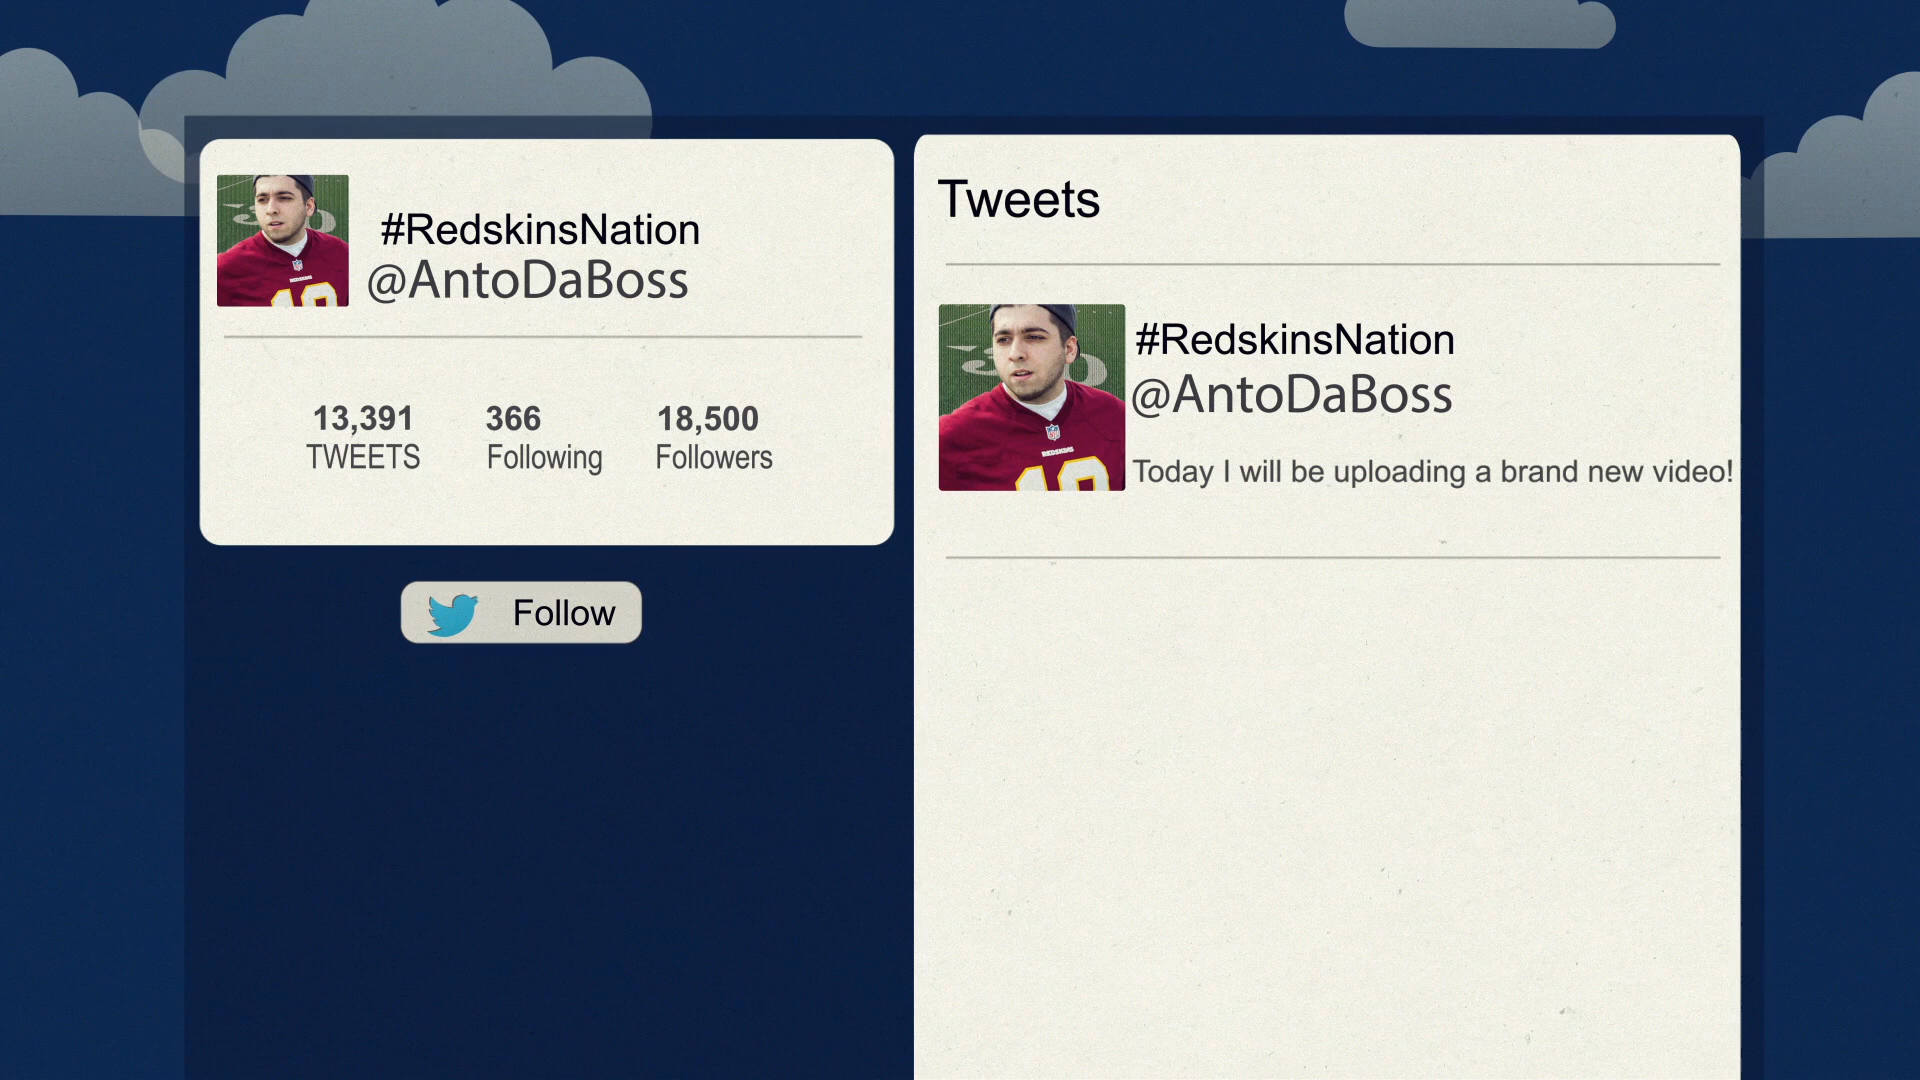 #RedskinsNation
@AntoDaBoss
13,391 366 18,500
TWEETS Following Followers
Follow
Tweets
#RedskinsNation
@AntoDaBoss
REDSKINS
Today I will be uploading a brand new video!